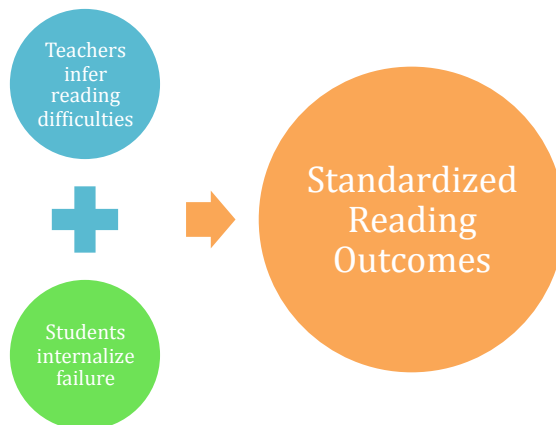 Teachers
infer
reading
difficulties
Students
internalize
failure
Standardized
Reading
Outcomes